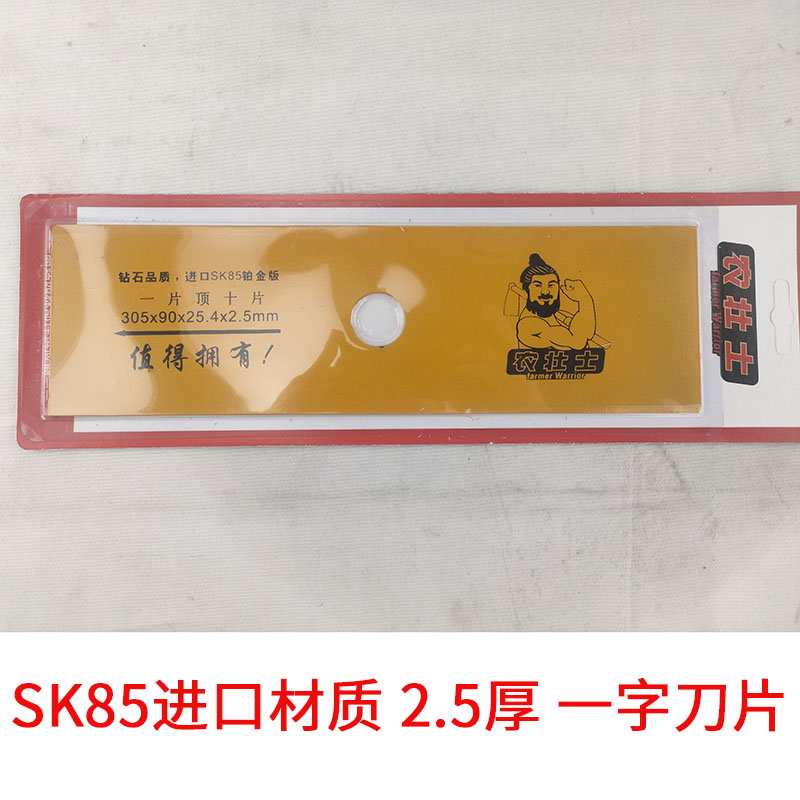 钻石品质，进口SK85铂金版
一片顶十片
305x90x25.4x2.5mm
值得拥有！
农壮士
farmer Warrior
农壮士
farmer Warrior
SK85进口材质 2.5厚 一字刀片